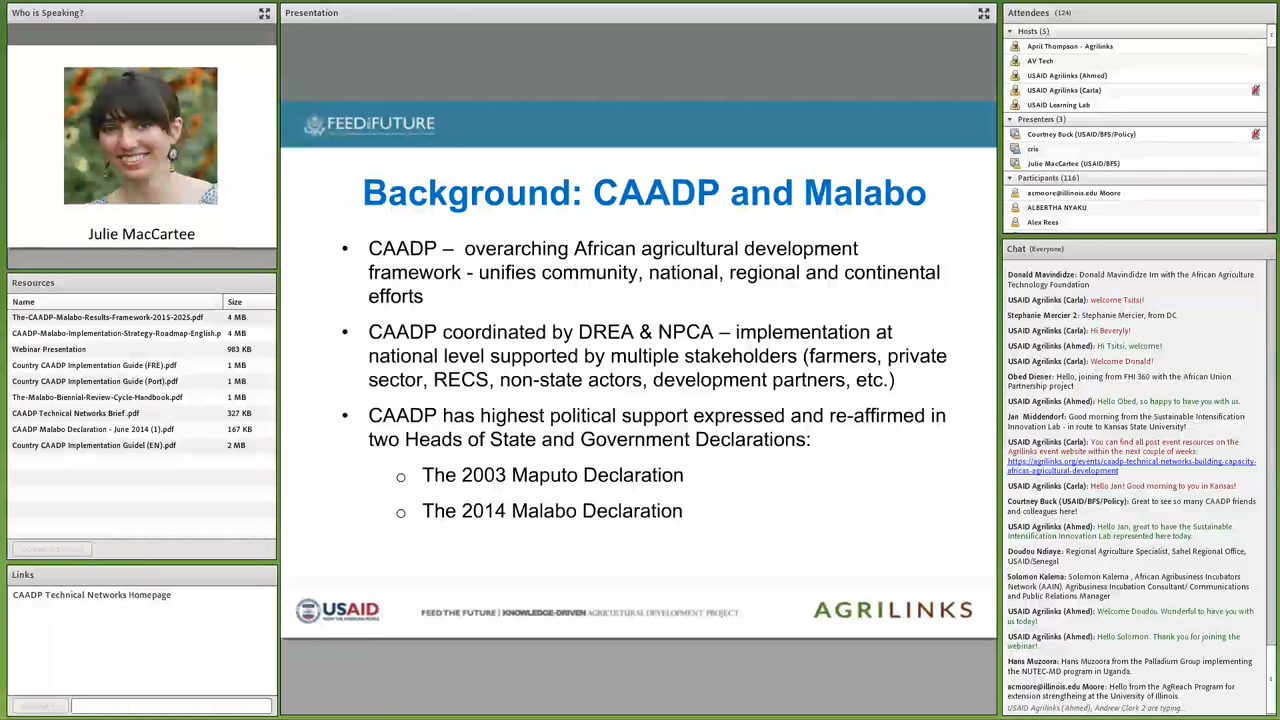 Who is Speaking?
Julie MacCartee
Resources
Name Size
The-CAADP-Malabo-Results-Framework-2015-2025.pdf 4 MB
CAADP-Malabo-Implementation-Strategy-Roadmap-English.p 4 MB
Webinar Presentation 983 KB
Country CAADP Implementation Guide (FRE).pdf 1 MB
Country CAADP Implementation Guide (Port).pdf 1 MB
The-Malabo-Biennial-Review-Cycle-Handbook.pdf 1 MB
CAADP Technical Networks Brief .pdf 327 KB
CAADP Malabo Declaration - June 2014 (1).pdf 167 KB
Country CAADP Implementation Guidel (EN).pdf 2 MB
Links
CAADP Technical Networks Homepage
Presentation
FEED THE FUTURE
Background: CAADP and Malabo
• CAADP – overarching African agricultural development
framework - unifies community, national, regional and continental
efforts
• CAADP coordinated by DREA & NPCA – implementation at
national level supported by multiple stakeholders (farmers, private
sector, RECS, non-state actors, development partners, etc.)
• CAADP has highest political support expressed and re-affirmed in
two Heads of State and Government Declarations:
o The 2003 Maputo Declaration
o The 2014 Malabo Declaration
USAID
FROM THE AMERICAN PEOPLE
FEED THE FUTURE | KNOWLEDGE-DRIVEN AGRICULTURAL DEVELOPMENT PROJECT
AGRILINKS
Attendees (124)
Hosts (5)
April Thompson - Agrilinks
AV Tech
USAID Agrilinks (Ahmed)
USAID Agrilinks (Carla)
USAID Learning Lab
Presenters (3)
Courtney Buck (USAID/BFS/Policy)
cris
Julie MacCartee (USAID/BFS)
Participants (116)
acmoore@illinois.edu Moore
ALBERTHA NYAKU
Alex Rees
Chat (Everyone)
Donald Mavindidze: Donald Mavindidze Im with the African Agriculture
Technology Foundation
USAID Agrilinks (Carla): welcome Tsitsi!
Stephanie Mercier 2: Stephanie Mercier, from DC
USAID Agrilinks (Carla): Hi Beveryly!
USAID Agrilinks (Ahmed): Hi Tsitsi, welcome!
USAID Agrilinks (Carla): Welcome Donald!
Obed Diener: Hello, joining from FHI 360 with the African Union
Partnership project
USAID Agrilinks (Ahmed): Hello Obed, so happy to have you with us.
Jan Middendorf: Good morning from the Sustainable Intensification
Innovation Lab - in route to Kansas State University!
USAID Agrilinks (Carla): You can find all post event resources on the
Agrilinks event website within the next couple of weeks:
https://agrilinks.org/events/caadp-technical-networks-building-capacity-
africas-agricultural-development
USAID Agrilinks (Carla): Hello Jan! Good morning to you in Kansas!
Courtney Buck (USAID/BFS/Policy): Great to see so many CAADP friends
and colleagues here!
USAID Agrilinks (Ahmed): Hello Jan, great to have the Sustainable
Intensification Innovation Lab represented here today.
Doudou Ndiaye: Regional Agriculture Specialist, Sahel Regional Office,
USAID/Senegal
Solomon Kalema: Solomon Kalema , African Agribusiness Incubators
Network (AAIN). Agribusiness Incubation Consultant/ Communications
and Public Relations Manager
USAID Agrilinks (Ahmed): Welcome Doudou. Wonderful to have you with
us today!
USAID Agrilinks (Ahmed): Hello Solomon. Thank you for joining the
webinar!
Hans Muzoora: Hans Muzoora from the Palladium Group implementing
the NUTEC-MD program in Uganda.
acmoore@illinois.edu Moore: Hello from the AgReach Program for
extension strengtheing at the University of Illinois.
USAID Agrilinks (Ahmed), Andrew Clark 2 are typing...